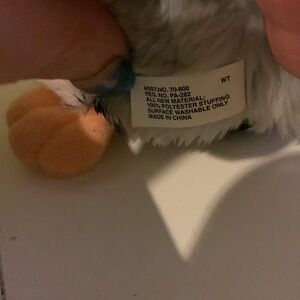 WT
ASST.NO. 70-800
REG. NO. PA-282
ALL NEW MATERIAL:
100% POLYESTER STUFFING
SURFACE WASHABLE ONLY
MADE IN CHINA